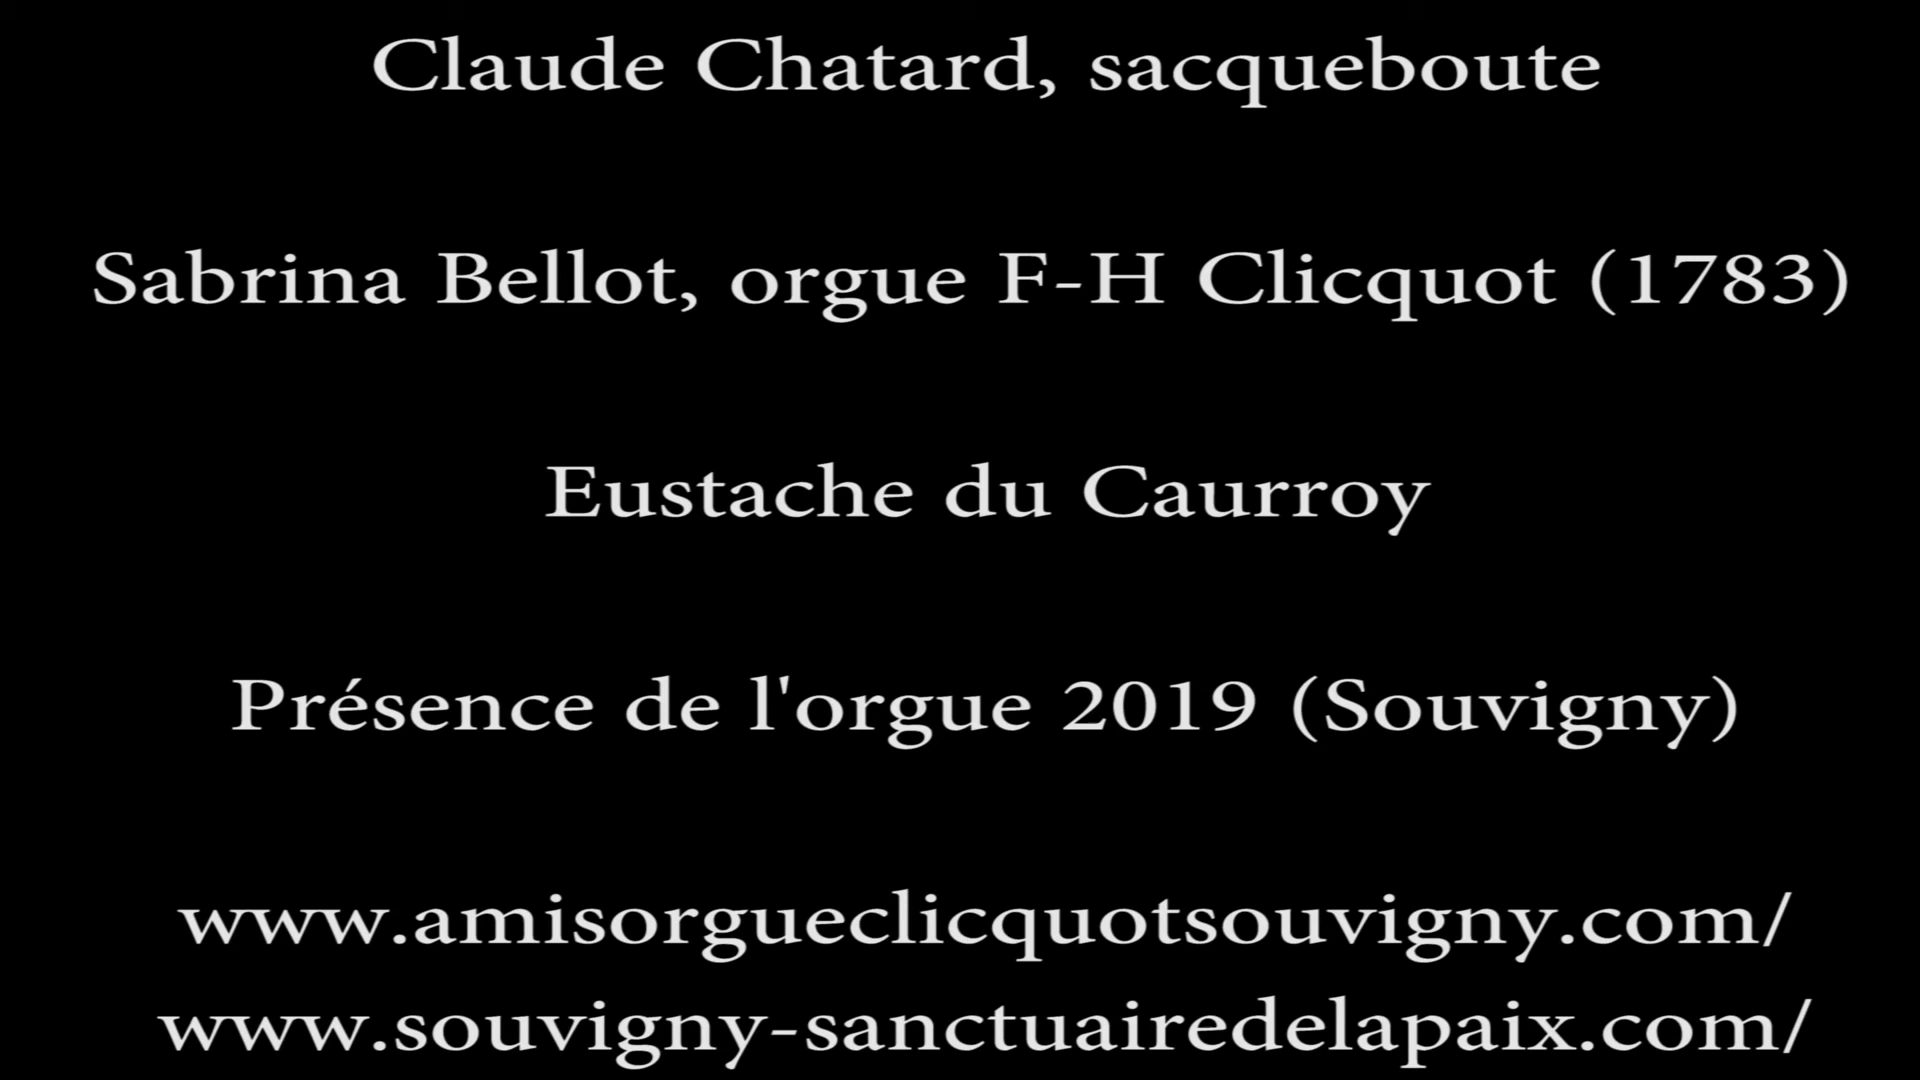 Claude Chatard, sacqueboute
Sabrina Bellot, orgue F-H Clicquot (1783)
Eustache du Caurroy
Présence de l'orgue 2019 (Souvigny)
www.amisorgueclicquotsouvigny.com/
www.souvigny-sanctuairedelapaix.com/